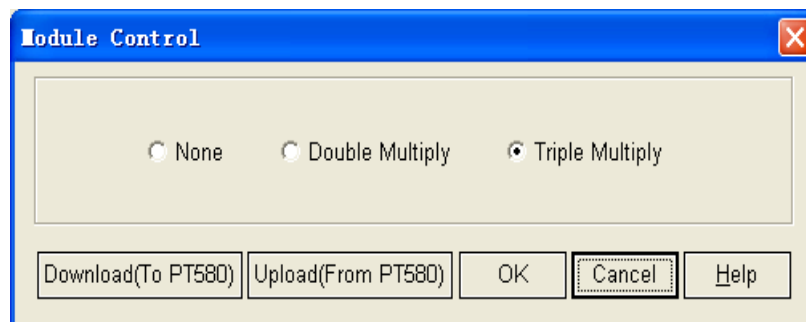 Module Control
None Double Multiply Triple Multiply
Download(To PT580) Upload(From PT580) OK Cancel Help